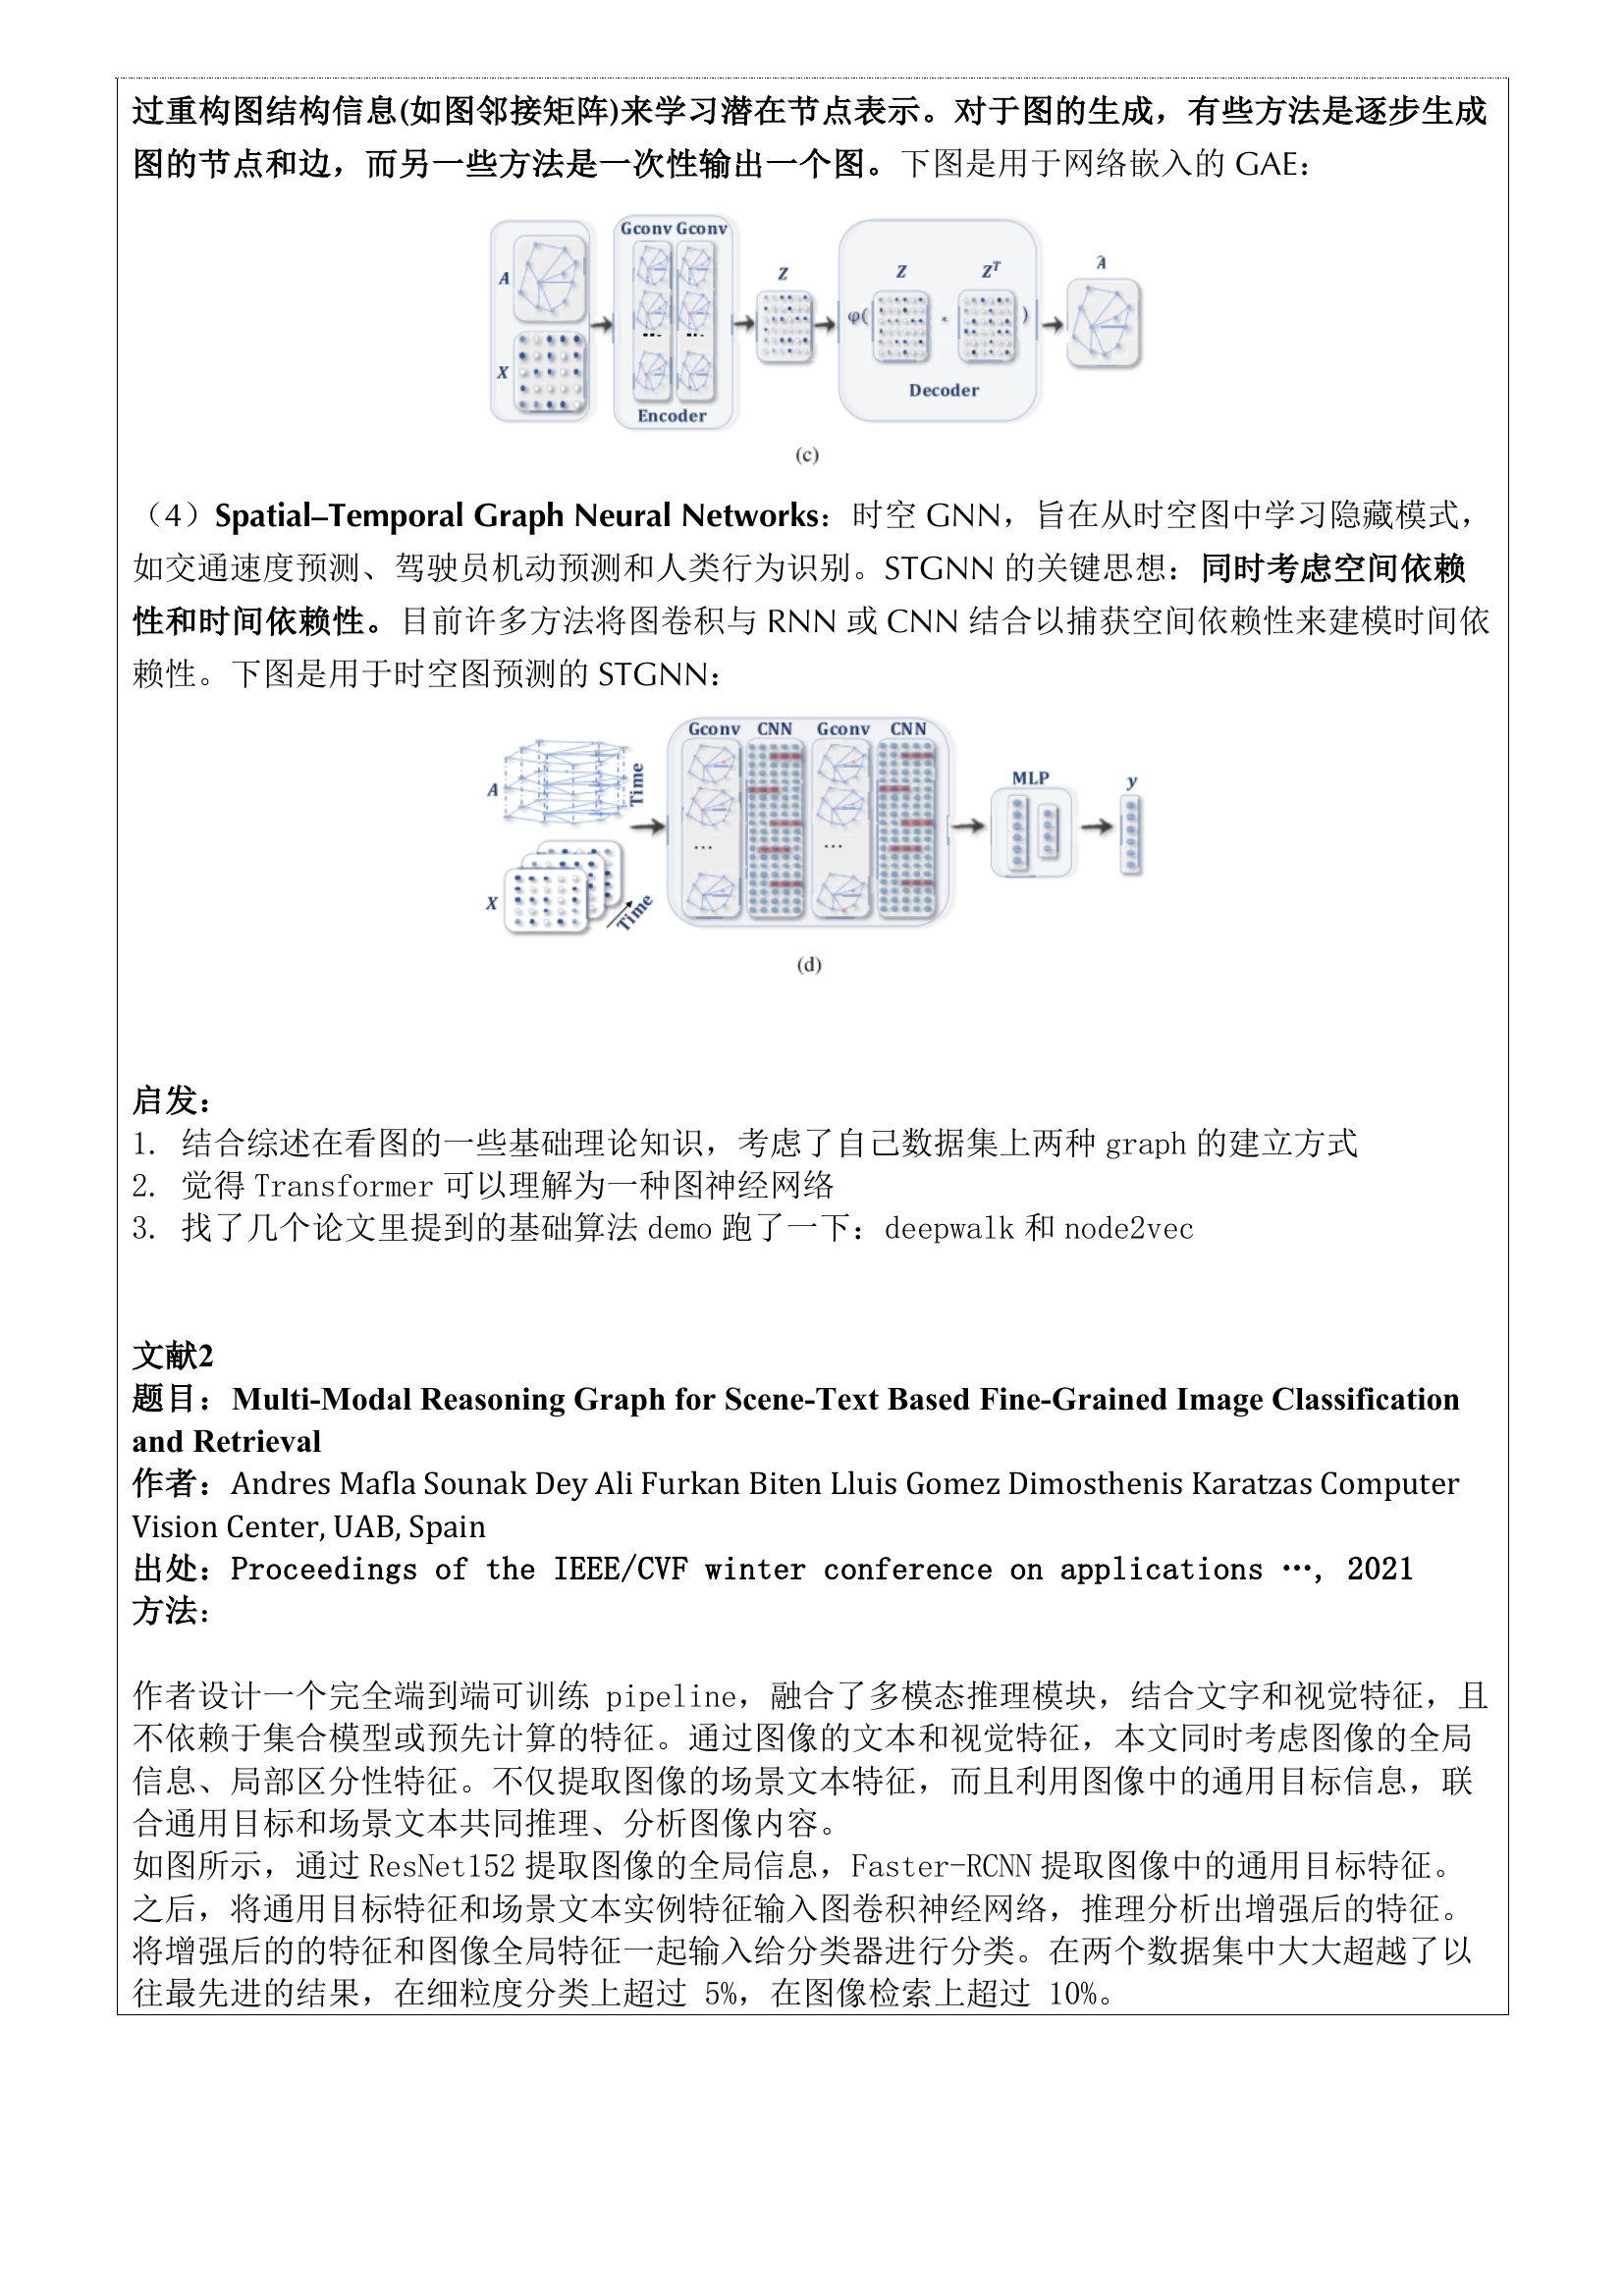 过重构图结构信息(如图邻接矩阵)来学习潜在节点表示。对于图的生成，有些方法是逐步生成
图的节点和边，而另一些方法是一次性输出一个图。下图是用于网络嵌入的 GAE：
Gconv Gconv
A
X
Encoder
Z
φ(
Z
·
Zᵀ
)
Decoder
Â
(c)
（4）Spatial–Temporal Graph Neural Networks：时空 GNN，旨在从时空图中学习隐藏模式，
如交通速度预测、驾驶员机动预测和人类行为识别。STGNN 的关键思想：同时考虑空间依赖
性和时间依赖性。目前许多方法将图卷积与 RNN 或 CNN 结合以捕获空间依赖性来建模时间依
赖性。下图是用于时空图预测的 STGNN：
Gconv CNN Gconv CNN
A
Time
X
Time
...
...
MLP
y
(d)
启发：
1. 结合综述在看图的一些基础理论知识，考虑了自己数据集上两种 graph 的建立方式
2. 觉得 Transformer 可以理解为一种图神经网络
3. 找了几个论文里提到的基础算法 demo 跑了一下：deepwalk 和 node2vec
文献2
题目：Multi-Modal Reasoning Graph for Scene-Text Based Fine-Grained Image Classification
and Retrieval
作者：Andres Mafla Sounak Dey Ali Furkan Biten Lluis Gomez Dimosthenis Karatzas Computer
Vision Center, UAB, Spain
出处：Proceedings of the IEEE/CVF winter conference on applications …, 2021
方法：
作者设计一个完全端到端可训练 pipeline，融合了多模态推理模块，结合文字和视觉特征，且
不依赖于集合模型或预先计算的特征。通过图像的文本和视觉特征，本文同时考虑图像的全局
信息、局部区分性特征。不仅提取图像的场景文本特征，而且利用图像中的通用目标信息，联
合通用目标和场景文本共同推理、分析图像内容。
如图所示，通过 ResNet152 提取图像的全局信息，Faster-RCNN 提取图像中的通用目标特征。
之后，将通用目标特征和场景文本实例特征输入图卷积神经网络，推理分析出增强后的特征。
将增强后的的特征和图像全局特征一起输入给分类器进行分类。在两个数据集中大大超越了以
往最先进的结果，在细粒度分类上超过 5%，在图像检索上超过 10%。